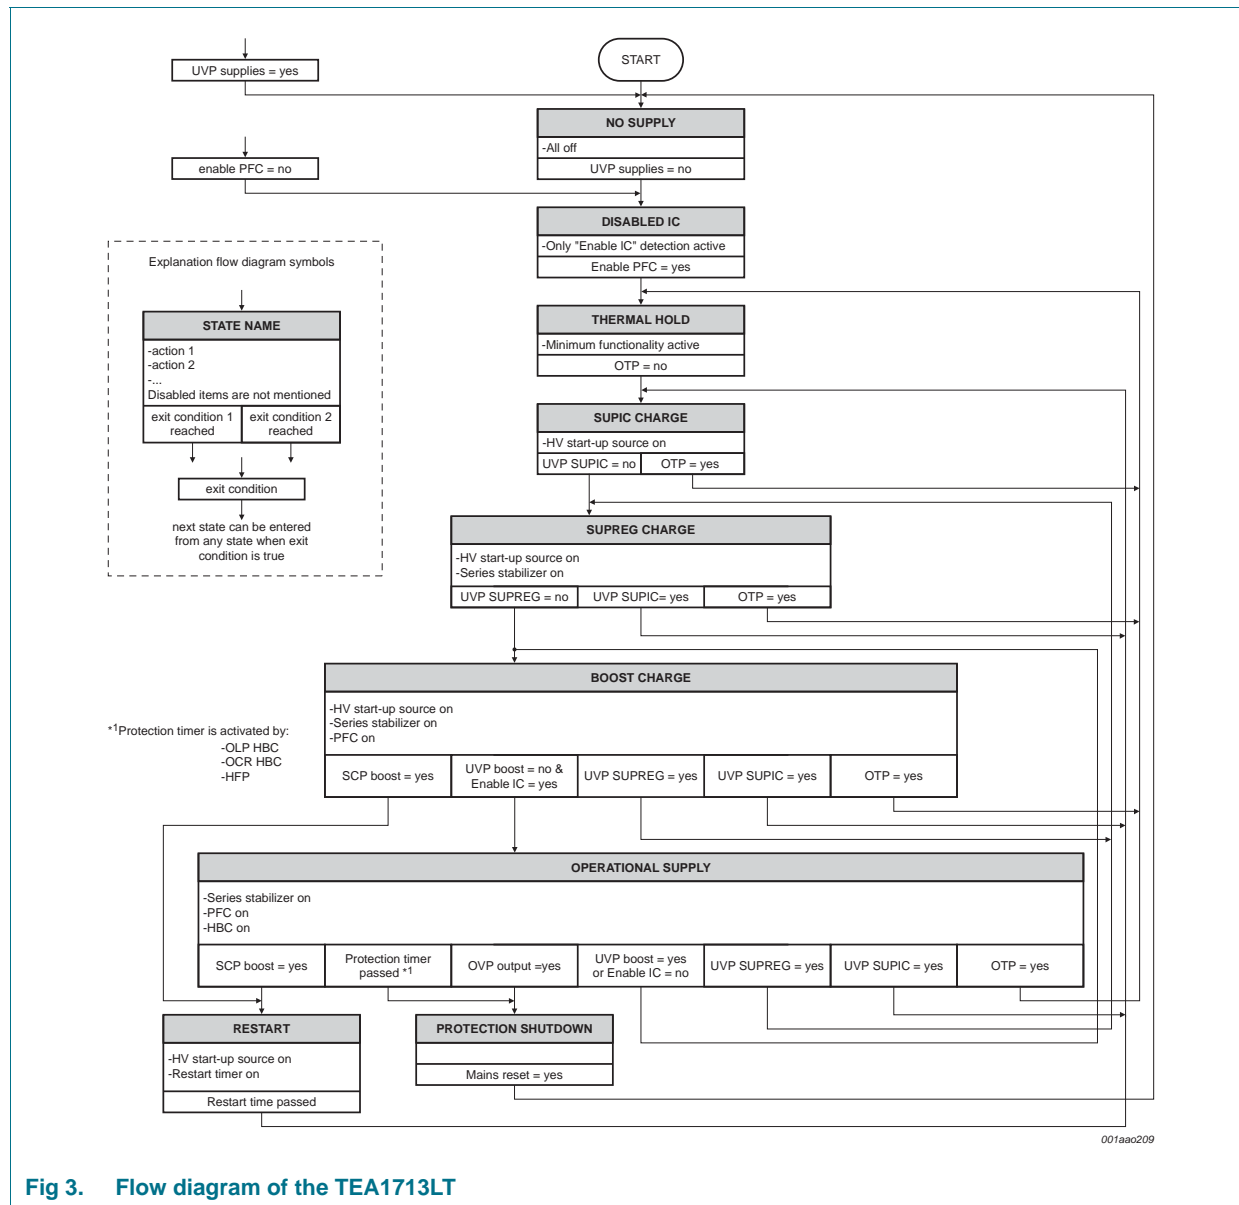 UVP supplies = yes
START
NO SUPPLY
-All off
UVP supplies = no
enable PFC = no
DISABLED IC
-Only "Enable IC" detection active
Enable PFC = yes
Explanation flow diagram symbols
STATE NAME
-action 1
-action 2
-...
Disabled items are not mentioned
exit condition 1
reached
exit condition 2
reached
exit condition
next state can be entered
from any state when exit
condition is true
THERMAL HOLD
-Minimum functionality active
OTP = no
SUPIC CHARGE
-HV start-up source on
UVP SUPIC = no
OTP = yes
SUPREG CHARGE
-HV start-up source on
-Series stabilizer on
UVP SUPREG = no
UVP SUPIC= yes
OTP = yes
BOOST CHARGE
-HV start-up source on
-Series stabilizer on
-PFC on
SCP boost = yes
UVP boost = no &
Enable IC = yes
UVP SUPREG = yes
UVP SUPIC = yes
OTP = yes
*1Protection timer is activated by:
-OLP HBC
-OCR HBC
-HFP
OPERATIONAL SUPPLY
-Series stabilizer on
-PFC on
-HBC on
SCP boost = yes
Protection timer
passed *1
OVP output =yes
UVP boost = yes
or Enable IC = no
UVP SUPREG = yes
UVP SUPIC = yes
OTP = yes
RESTART
-HV start-up source on
-Restart timer on
Restart time passed
PROTECTION SHUTDOWN
Mains reset = yes
001aao209
Fig 3. Flow diagram of the TEA1713LT